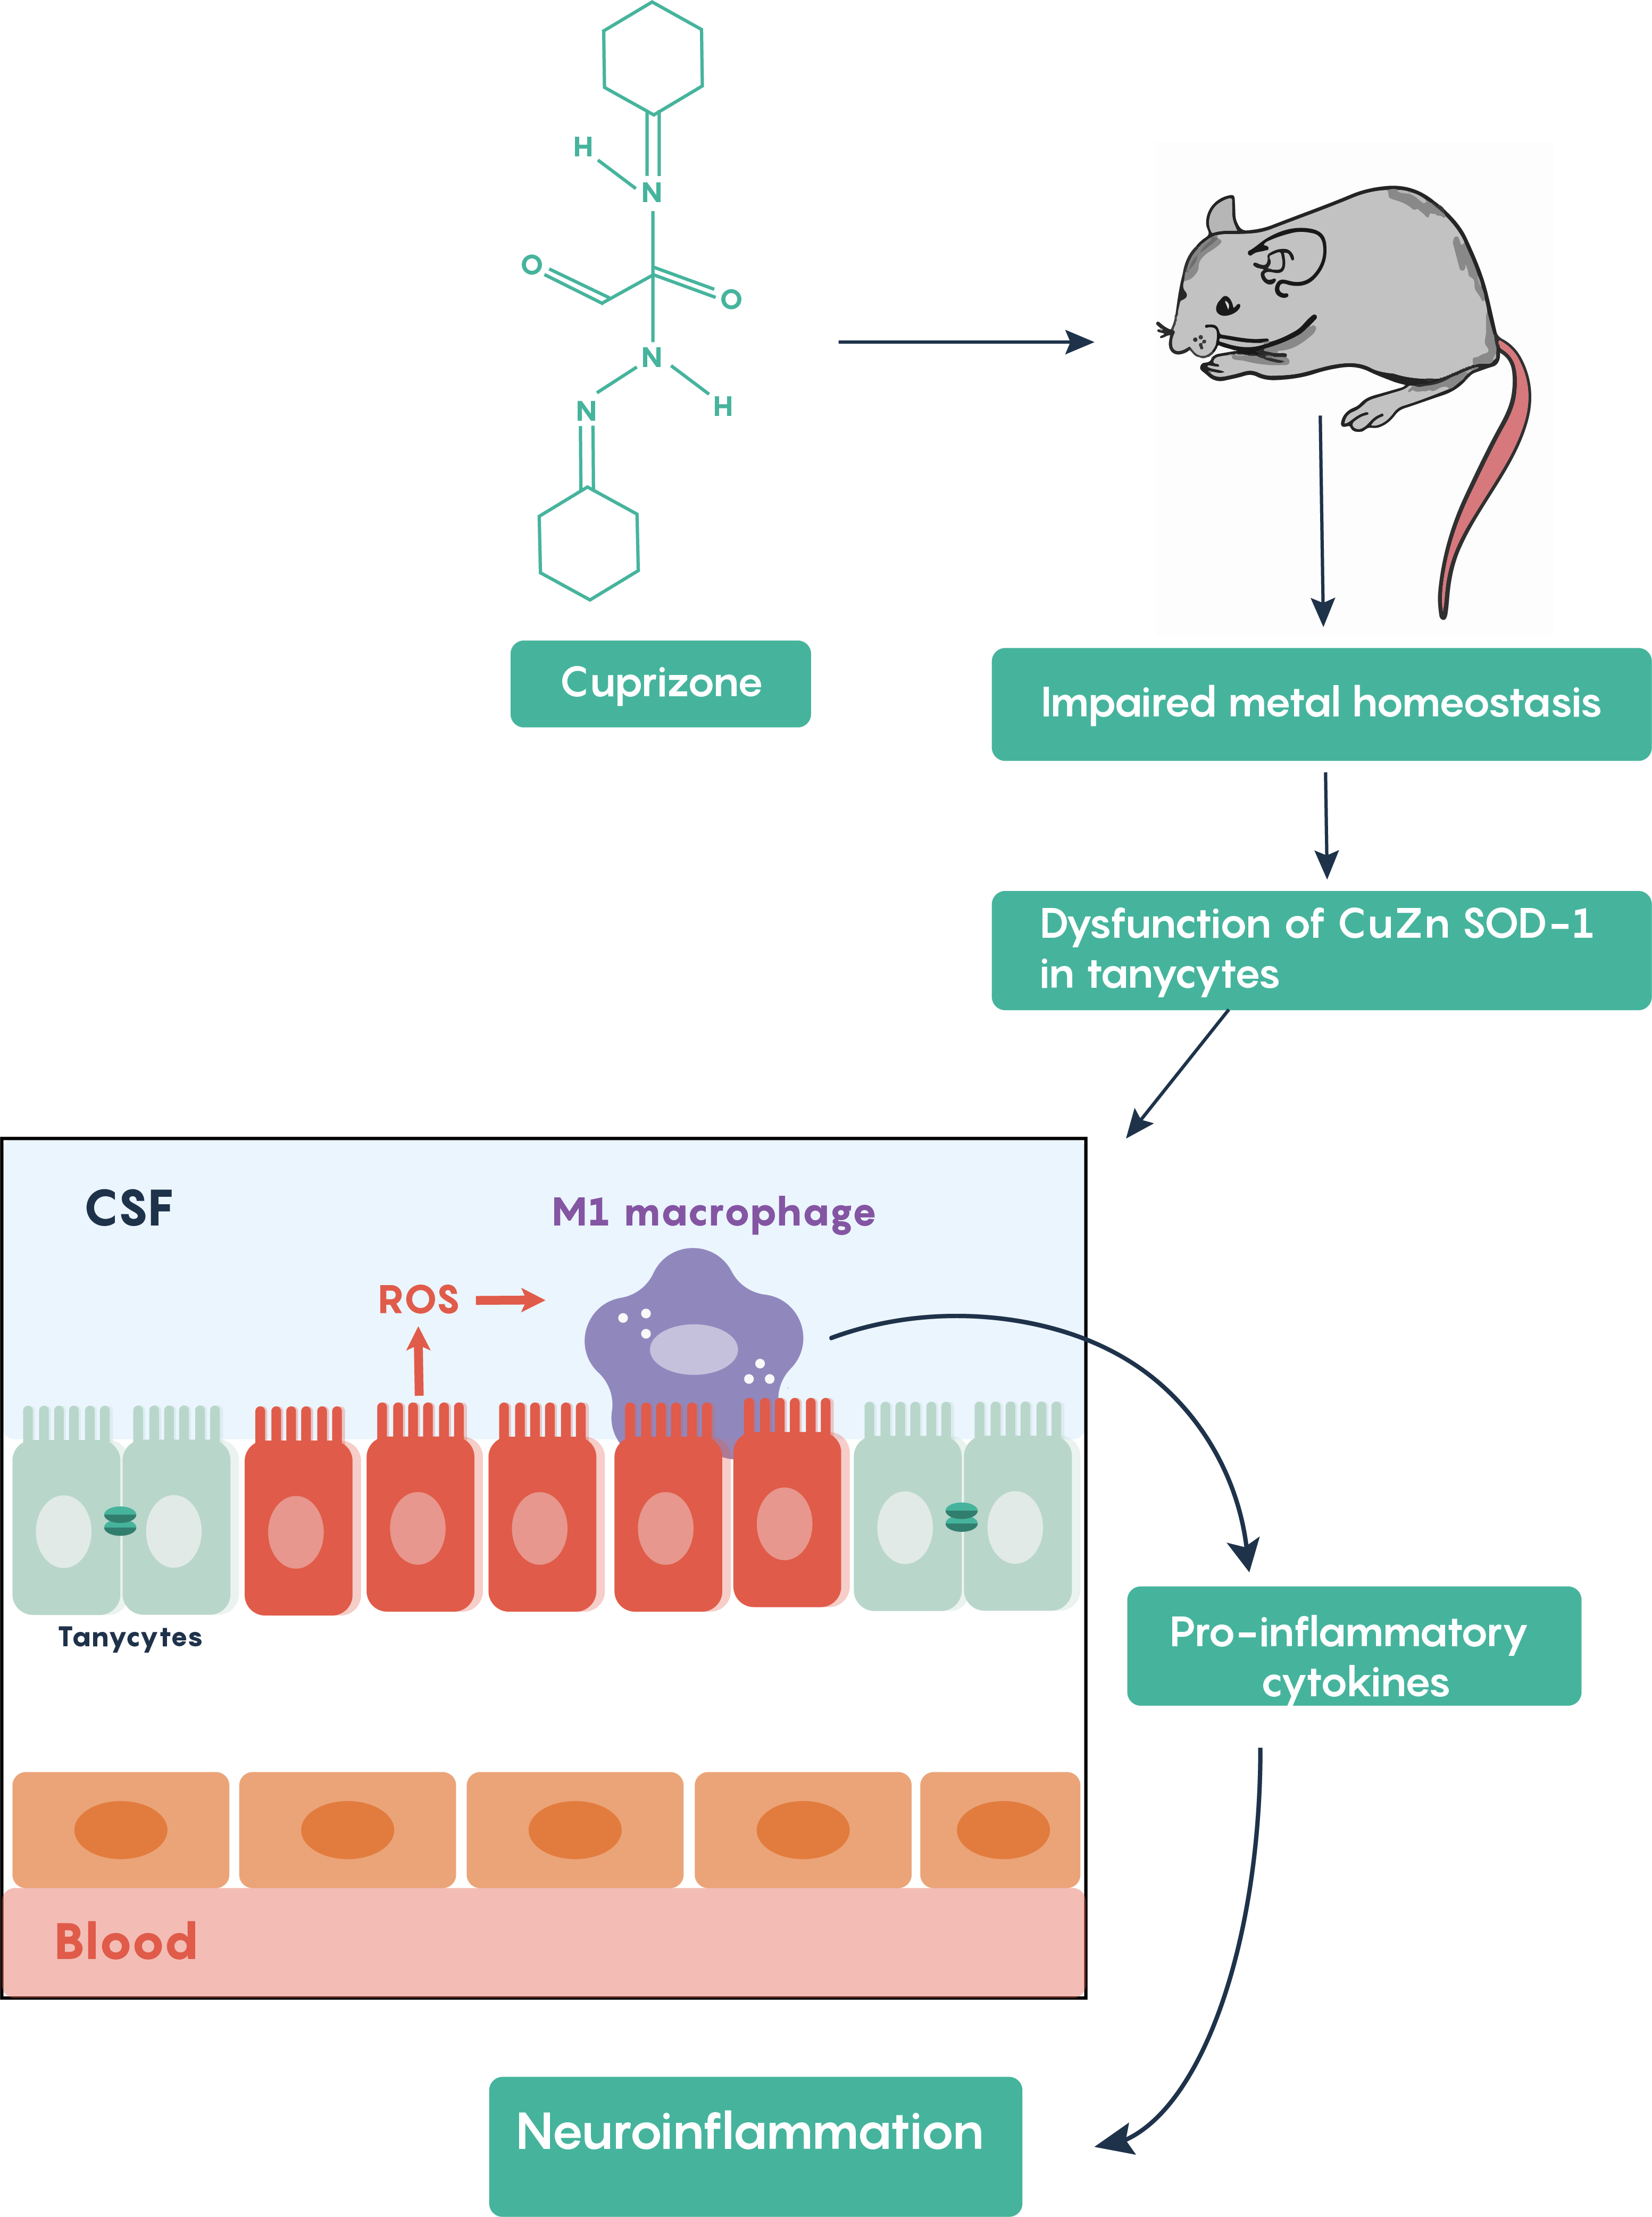 H
N
O
O
N
N
H
Cuprizone
Impaired metal homeostasis
Dysfunction of CuZn SOD-1
in tanycytes
CSF
M1 macrophage
ROS
Tanycytes
Pro-inflammatory
cytokines
Blood
Neuroinflammation